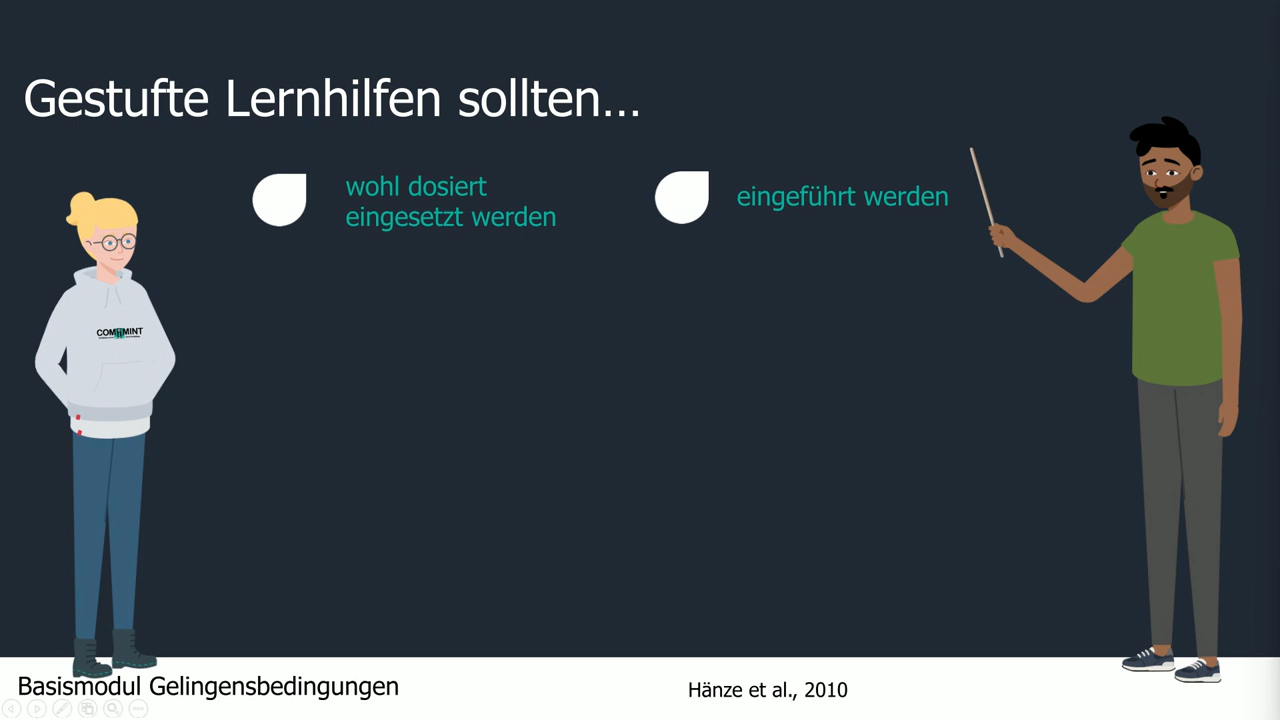 Gestufte Lernhilfen sollten...
wohl dosiert
eingesetzt werden
eingeführt werden
Basismodul Gelingensbedingungen
Hänze et al., 2010